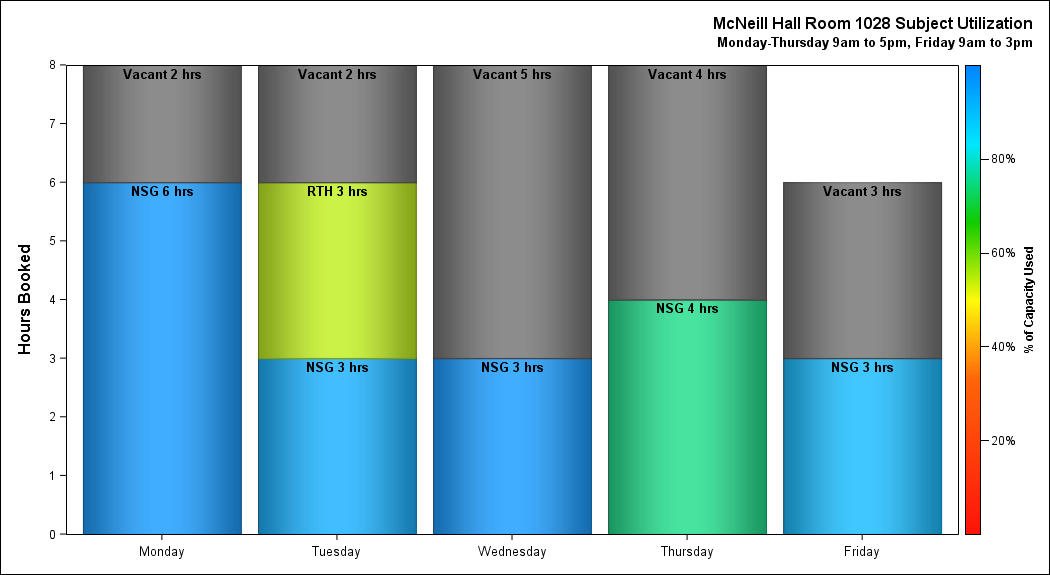 McNeill Hall Room 1028 Subject Utilization
Monday-Thursday 9am to 5pm, Friday 9am to 3pm
Hours Booked
8
7
6
5
4
3
2
1
0
Vacant 2 hrs
NSG 6 hrs
Vacant 2 hrs
RTH 3 hrs
NSG 3 hrs
Vacant 5 hrs
NSG 3 hrs
Vacant 4 hrs
NSG 4 hrs
Vacant 3 hrs
NSG 3 hrs
Monday
Tuesday
Wednesday
Thursday
Friday
80%
60%
40%
20%
% of Capacity Used